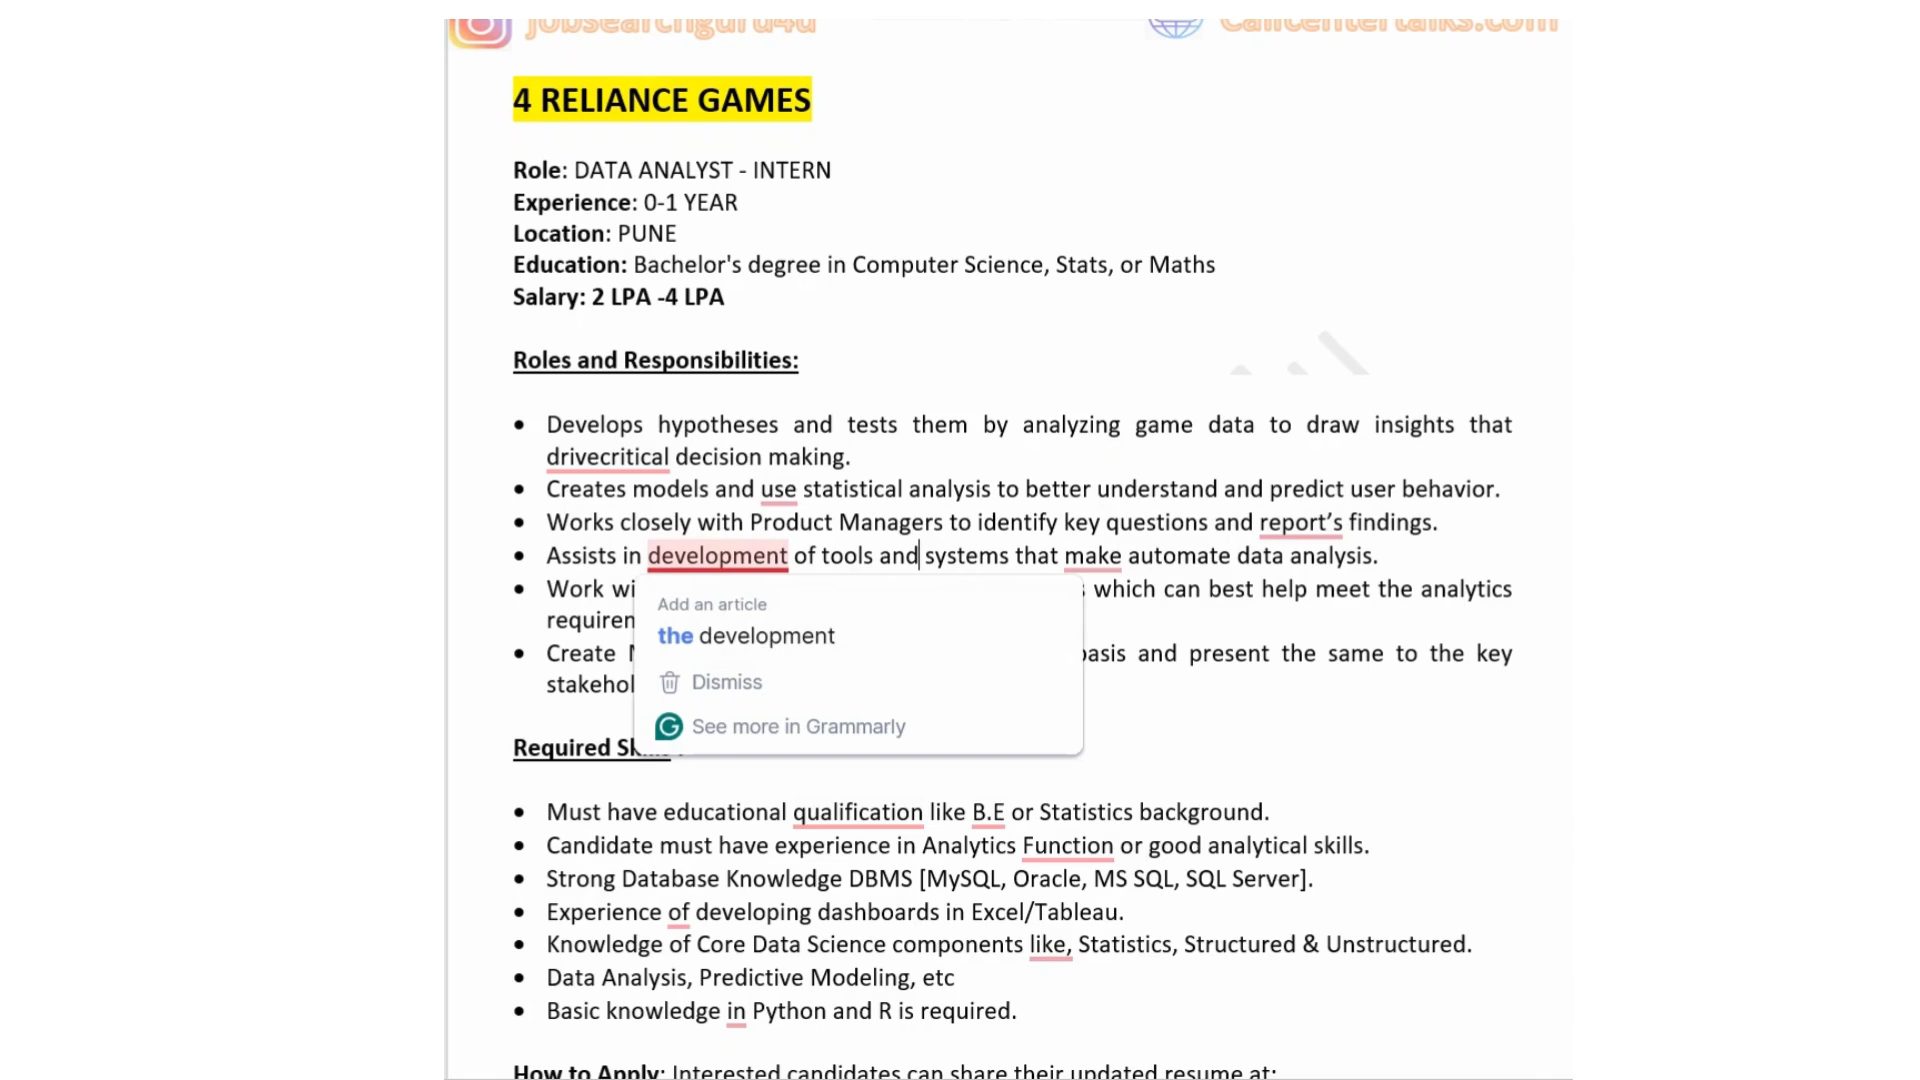 jobsearchguru4u
Callcentertalks.com
4 RELIANCE GAMES
Role: DATA ANALYST - INTERN
Experience: 0-1 YEAR
Location: PUNE
Education: Bachelor's degree in Computer Science, Stats, or Maths
Salary: 2 LPA -4 LPA
Roles and Responsibilities:
• Develops hypotheses and tests them by analyzing game data to draw insights that
drivecritical decision making.
• Creates models and use statistical analysis to better understand and predict user behavior.
• Works closely with Product Managers to identify key questions and report’s findings.
• Assists in development of tools and systems that make automate data analysis.
• Work which can best help meet the analytics
• Create and present the same to the key
Add an article
the development
Dismiss
See more in Grammarly
Required
• Must have educational qualification like B.E or Statistics background.
• Candidate must have experience in Analytics Function or good analytical skills.
• Strong Database Knowledge DBMS [MySQL, Oracle, MS SQL, SQL Server].
• Experience of developing dashboards in Excel/Tableau.
• Knowledge of Core Data Science components like, Statistics, Structured & Unstructured.
• Data Analysis, Predictive Modeling, etc
• Basic knowledge in Python and R is required.
How to Apply: Interested candidates can share their updated resume at: